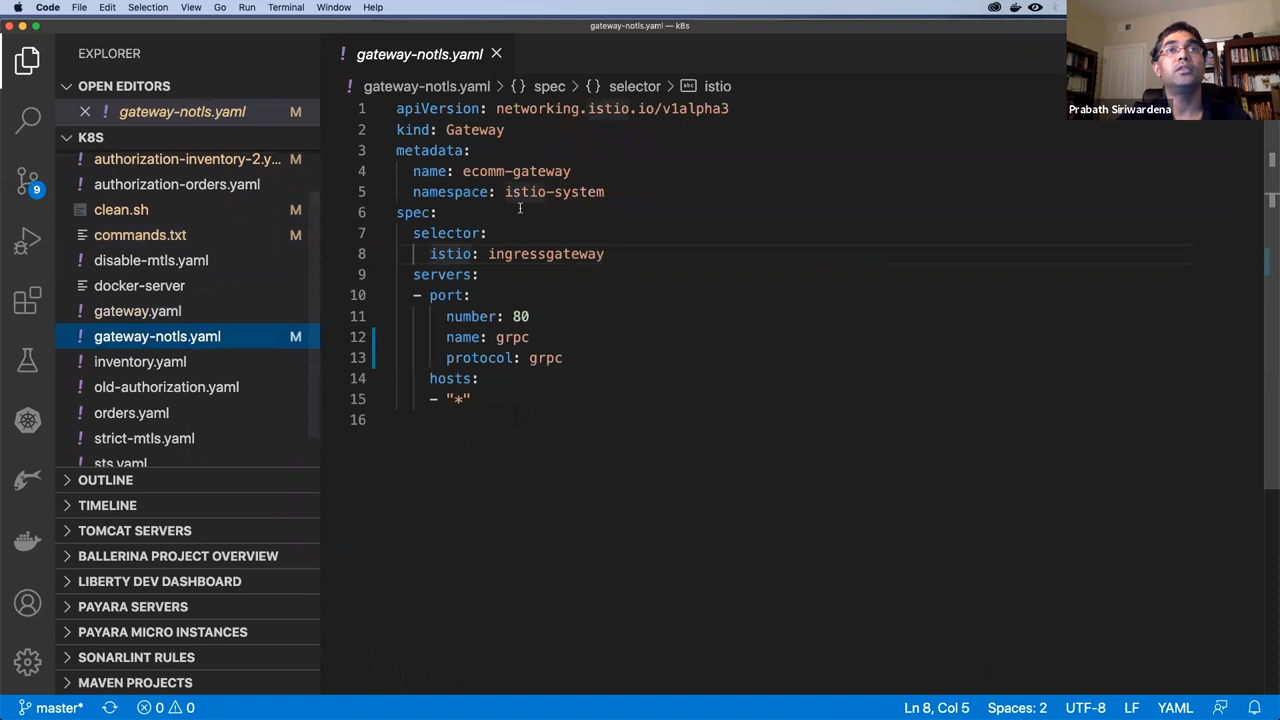 Code File Edit Selection View Go Run Terminal Window Help
gateway-notls.yaml — k8s
Prabath Siriwardena
EXPLORER
OPEN EDITORS
gateway-notls.yaml M
K8S
authorization-inventory-2.y... M
authorization-orders.yaml
clean.sh M
commands.txt M
disable-mtls.yaml
docker-server
gateway.yaml
gateway-notls.yaml M
inventory.yaml
old-authorization.yaml
orders.yaml
strict-mtls.yaml
sts.yaml
OUTLINE
TIMELINE
TOMCAT SERVERS
BALLERINA PROJECT OVERVIEW
LIBERTY DEV DASHBOARD
PAYARA SERVERS
PAYARA MICRO INSTANCES
SONARLINT RULES
MAVEN PROJECTS
9
gateway-notls.yaml
gateway-notls.yaml > {} spec > {} selector > abc istio
1 apiVersion: networking.istio.io/v1alpha3
2 kind: Gateway
3 metadata:
4 name: ecomm-gateway
5 namespace: istio-system
6 spec:
7 selector:
8 istio: ingressgateway
9 servers:
10 - port:
11 number: 80
12 name: grpc
13 protocol: grpc
14 hosts:
15 - "*"
16
master* 0 0 Ln 8, Col 5 Spaces: 2 UTF-8 LF YAML